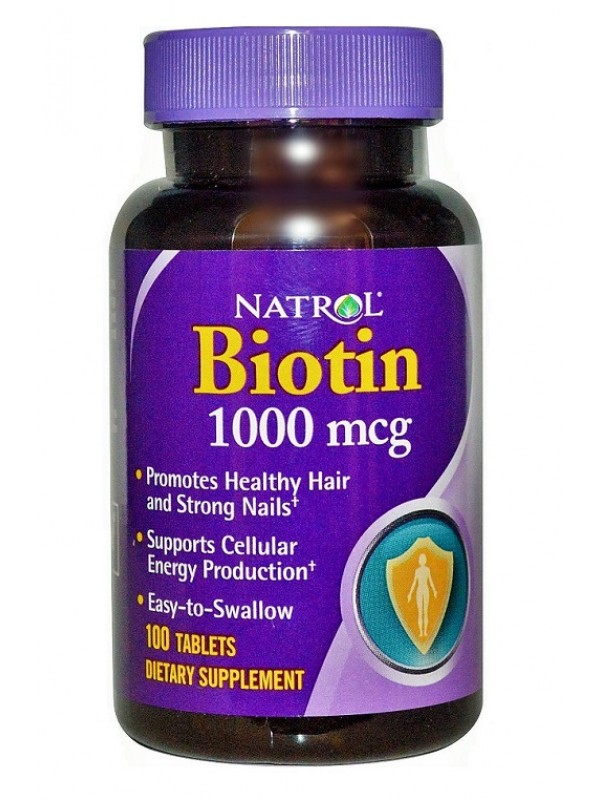 NATROL®
Biotin
1000 mcg
• Promotes Healthy Hair
and Strong Nails†
• Supports Cellular
Energy Production†
• Easy-to-Swallow
100 TABLETS
DIETARY SUPPLEMENT